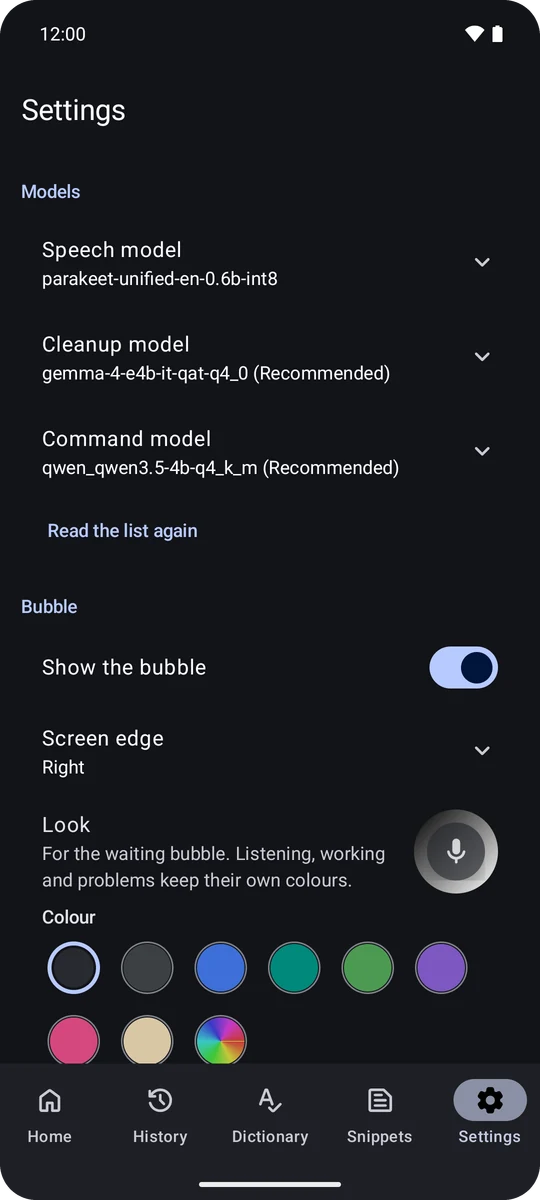 12:00
Settings
Models
Speech model
parakeet-unified-en-0.6b-int8
Cleanup model
gemma-4-e4b-it-qat-q4_0 (Recommended)
Command model
qwen_qwen3.5-4b-q4_k_m (Recommended)
Read the list again
Bubble
Show the bubble
Screen edge
Right
Look
For the waiting bubble. Listening, working
and problems keep their own colours.
Colour
Home
History
Dictionary
Snippets
Settings